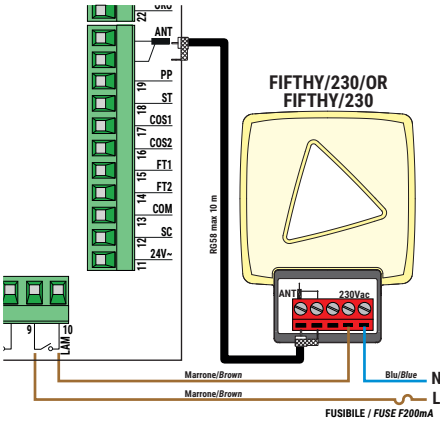 22
ANT
PP
19
ST
18
COS1
17
COS2
16
FT1
15
FT2
14
COM
13
SC
12
24V~
11
RG58 max 10 m
FIFTHY/230/OR
FIFTHY/230
ANT
230Vac
9
10
LAM
Marrone/Brown
Blu/Blue
N
Marrone/Brown
L
FUSIBILE / FUSE F200mA